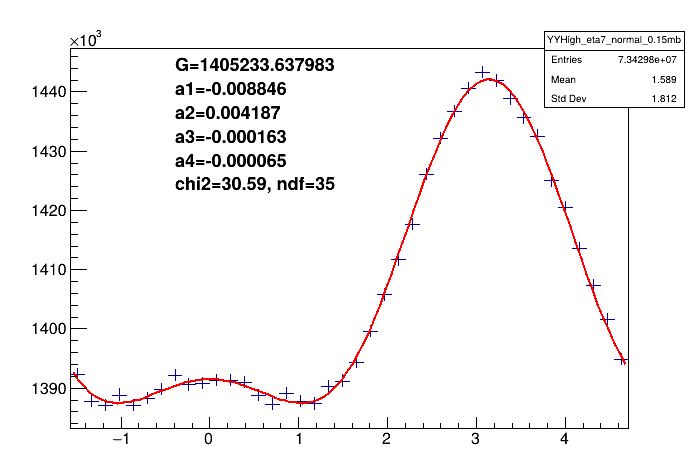 ×10³
YYHigh_eta7_normal_0.15mb
Entries 7.34298e+07
Mean 1.589
Std Dev 1.812
G=1405233.637983
a1=-0.008846
a2=0.004187
a3=-0.000163
a4=-0.000065
chi2=30.59, ndf=35
1440
1430
1420
1410
1400
1390
−1 0 1 2 3 4